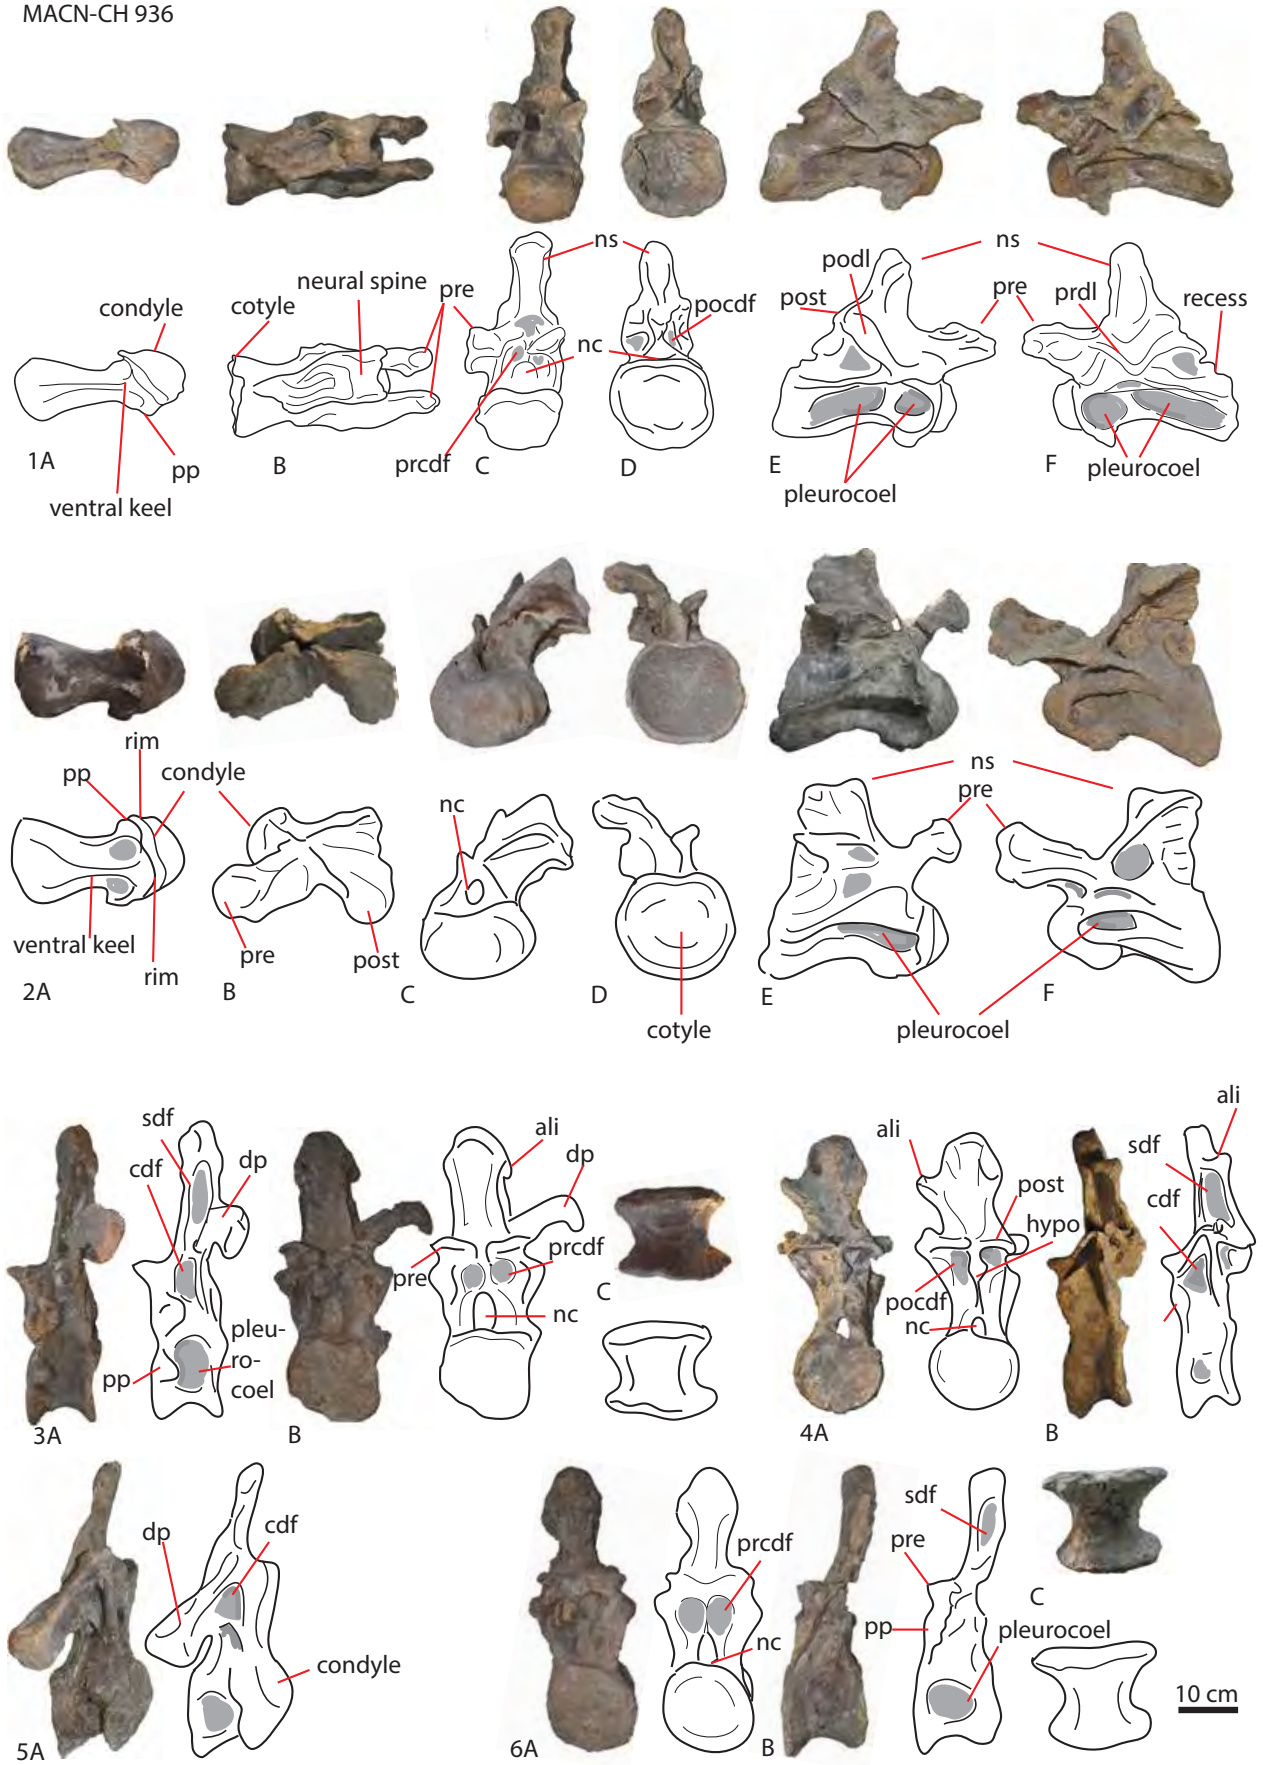 MACN-CH 936
ns
neural spine
pre
condyle
cotyle
pocdf
nc
prcdf
pp
ventral keel
1A
B
C
D
podl
post
ns
pre
prdl
recess
E
F
pleurocoel
pleurocoel
rim
pp
condyle
ventral keel
rim
2A
pre
post
B
nc
C
D
cotyle
ns
pre
E
F
pleurocoel
sdf
cdf
dp
pleu-
ro-
coel
pp
3A
ali
dp
prcdf
pre
nc
B
C
ali
post
hypo
pocdf
nc
4A
ali
sdf
cdf
B
dp
cdf
condyle
5A
prcdf
nc
6A
sdf
pre
pp
pleurocoel
B
C
10 cm